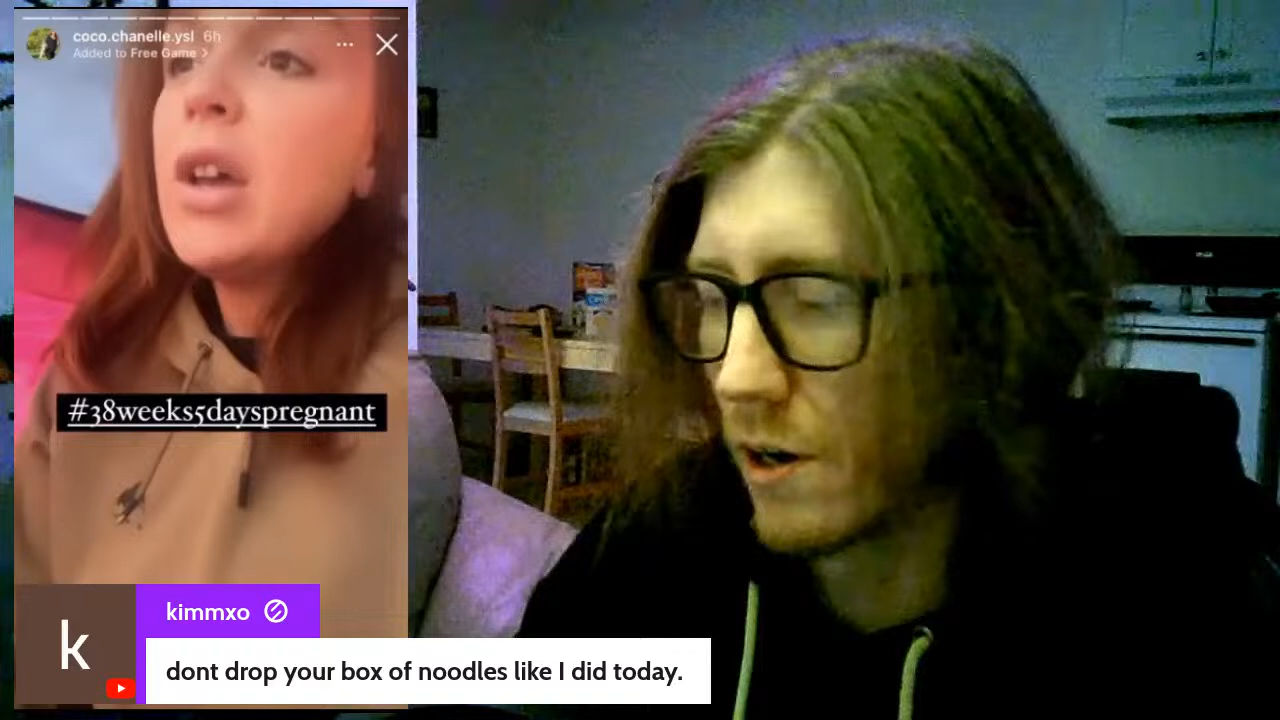 coco.chanelle.ysl 6h
Added to Free Game >
#38weeks5dayspregnant
k
kimmxo
dont drop your box of noodles like I did today.